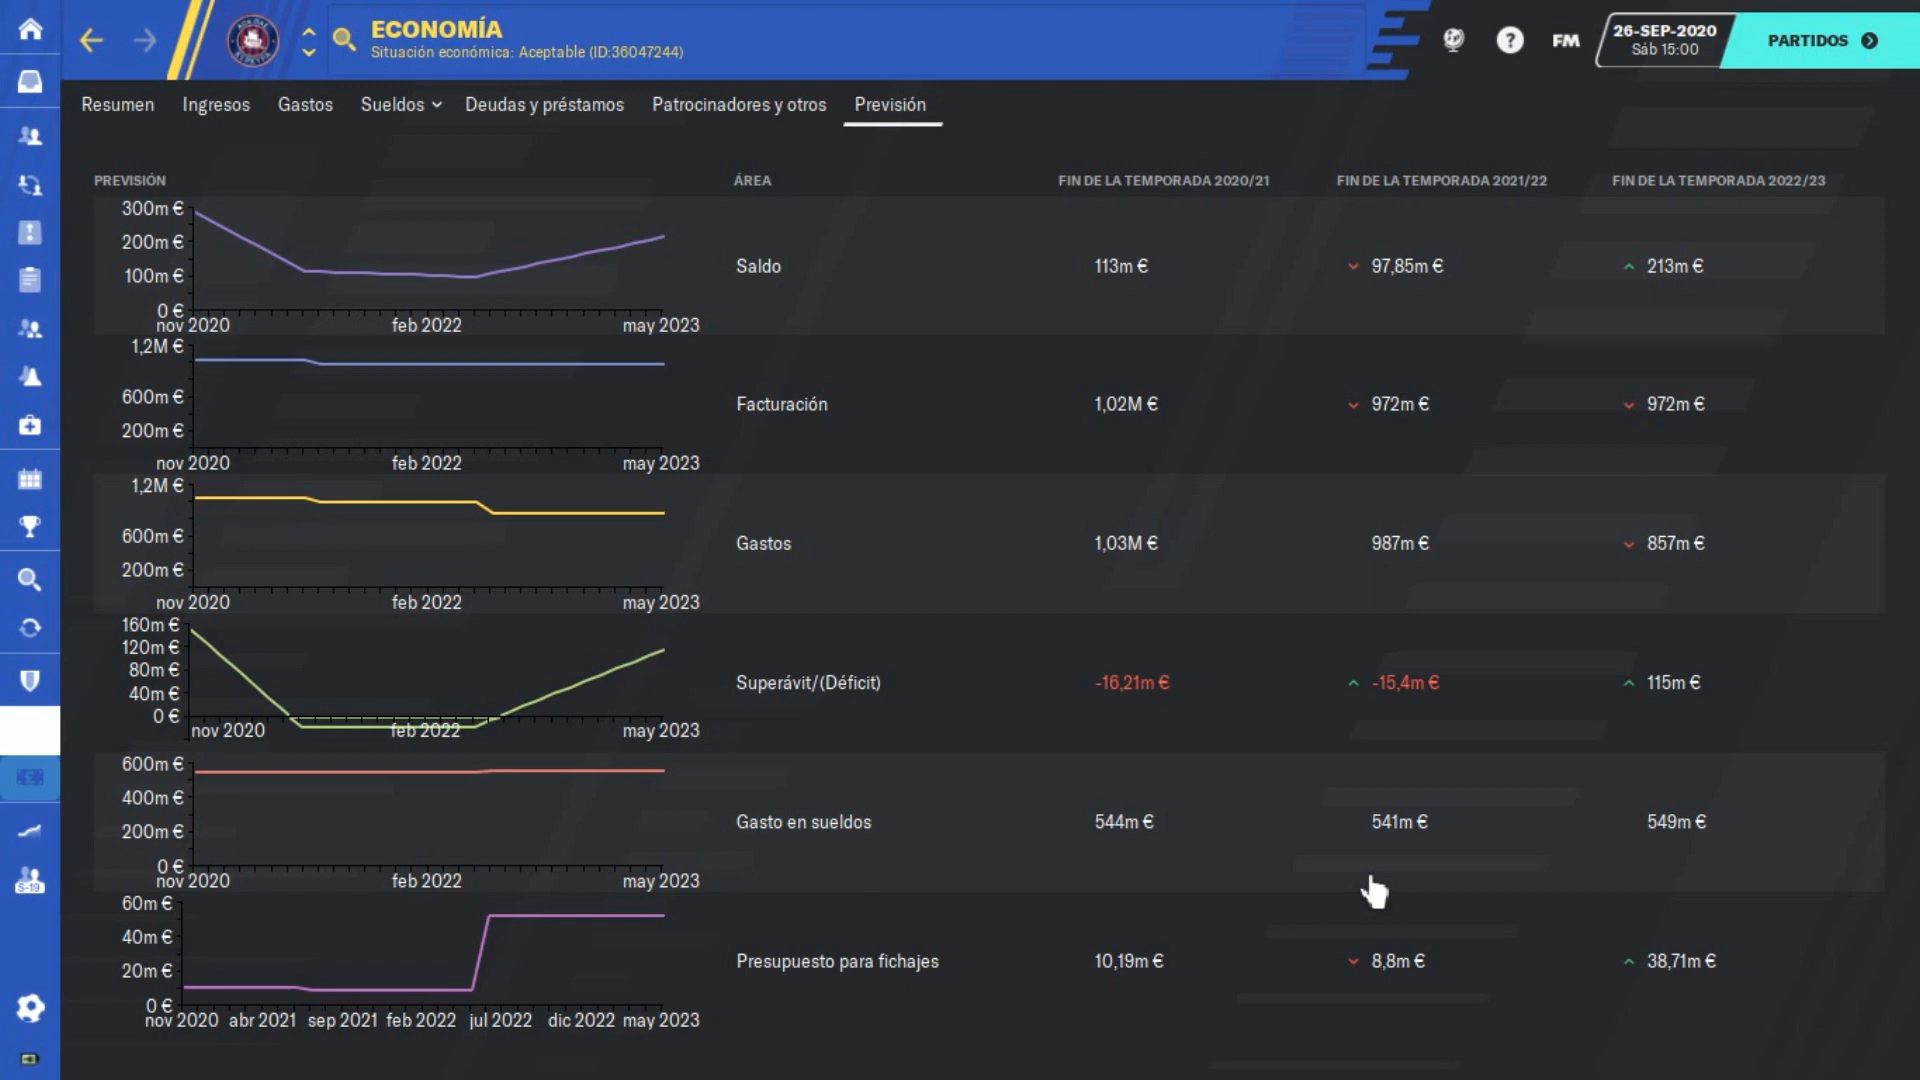 ECONOMÍA
Situación económica: Aceptable (ID:36047244)
FM
26-SEP-2020
Sáb 15:00
PARTIDOS
Resumen Ingresos Gastos Sueldos Deudas y préstamos Patrocinadores y otros Previsión
PREVISIÓN ÁREA FIN DE LA TEMPORADA 2020/21 FIN DE LA TEMPORADA 2021/22 FIN DE LA TEMPORADA 2022/23
300m €
200m €
100m €
0 €
nov 2020 feb 2022 may 2023
Saldo 113m € 97,85m € 213m €
1,2M €
600m €
200m €
nov 2020 feb 2022 may 2023
Facturación 1,02M € 972m € 972m €
1,2M €
600m €
200m €
nov 2020 feb 2022 may 2023
Gastos 1,03M € 987m € 857m €
160m €
120m €
80m €
40m €
0 €
nov 2020 feb 2022 may 2023
Superávit/(Déficit) -16,21m € -15,4m € 115m €
600m €
400m €
200m €
0 €
nov 2020 feb 2022 may 2023
Gasto en sueldos 544m € 541m € 549m €
60m €
40m €
20m €
0 €
nov 2020 abr 2021 sep 2021 feb 2022 jul 2022 dic 2022 may 2023
Presupuesto para fichajes 10,19m € 8,8m € 38,71m €
S-19